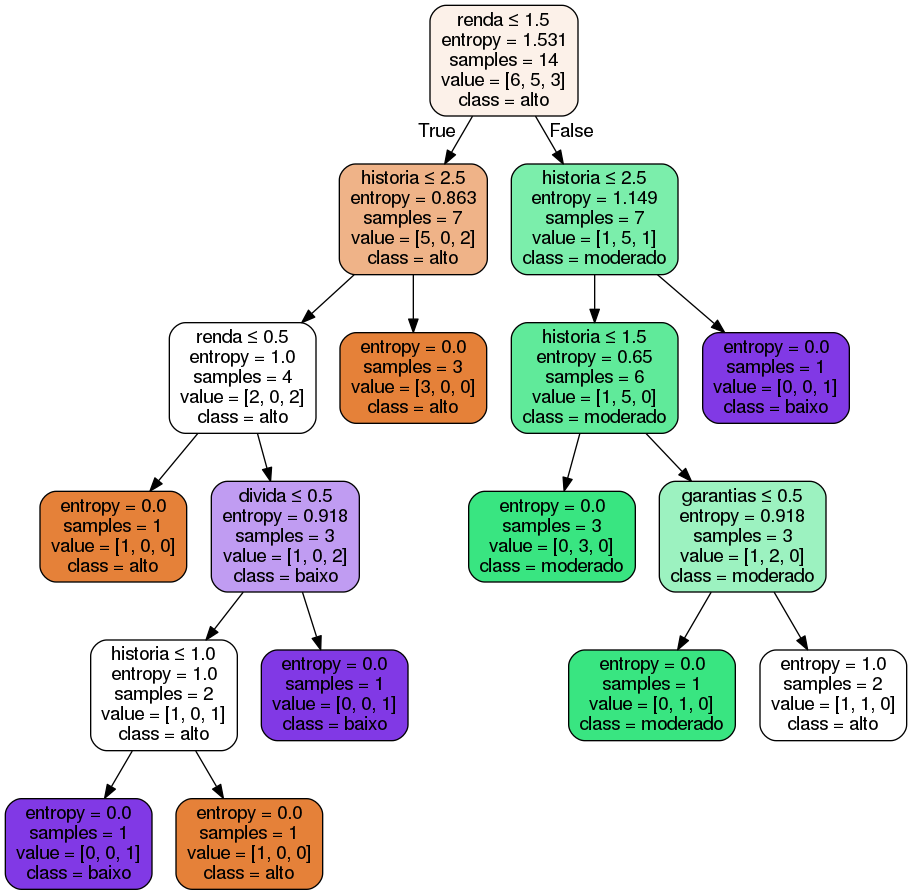 renda ≤ 1.5
entropy = 1.531
samples = 14
value = [6, 5, 3]
class = alto
True
False
historia ≤ 2.5
entropy = 0.863
samples = 7
value = [5, 0, 2]
class = alto
historia ≤ 2.5
entropy = 1.149
samples = 7
value = [1, 5, 1]
class = moderado
renda ≤ 0.5
entropy = 1.0
samples = 4
value = [2, 0, 2]
class = alto
entropy = 0.0
samples = 3
value = [3, 0, 0]
class = alto
historia ≤ 1.5
entropy = 0.65
samples = 6
value = [1, 5, 0]
class = moderado
entropy = 0.0
samples = 1
value = [0, 0, 1]
class = baixo
entropy = 0.0
samples = 1
value = [1, 0, 0]
class = alto
divida ≤ 0.5
entropy = 0.918
samples = 3
value = [1, 0, 2]
class = baixo
entropy = 0.0
samples = 3
value = [0, 3, 0]
class = moderado
garantias ≤ 0.5
entropy = 0.918
samples = 3
value = [1, 2, 0]
class = moderado
historia ≤ 1.0
entropy = 1.0
samples = 2
value = [1, 0, 1]
class = alto
entropy = 0.0
samples = 1
value = [0, 0, 1]
class = baixo
entropy = 0.0
samples = 1
value = [0, 1, 0]
class = moderado
entropy = 1.0
samples = 2
value = [1, 1, 0]
class = alto
entropy = 0.0
samples = 1
value = [0, 0, 1]
class = baixo
entropy = 0.0
samples = 1
value = [1, 0, 0]
class = alto